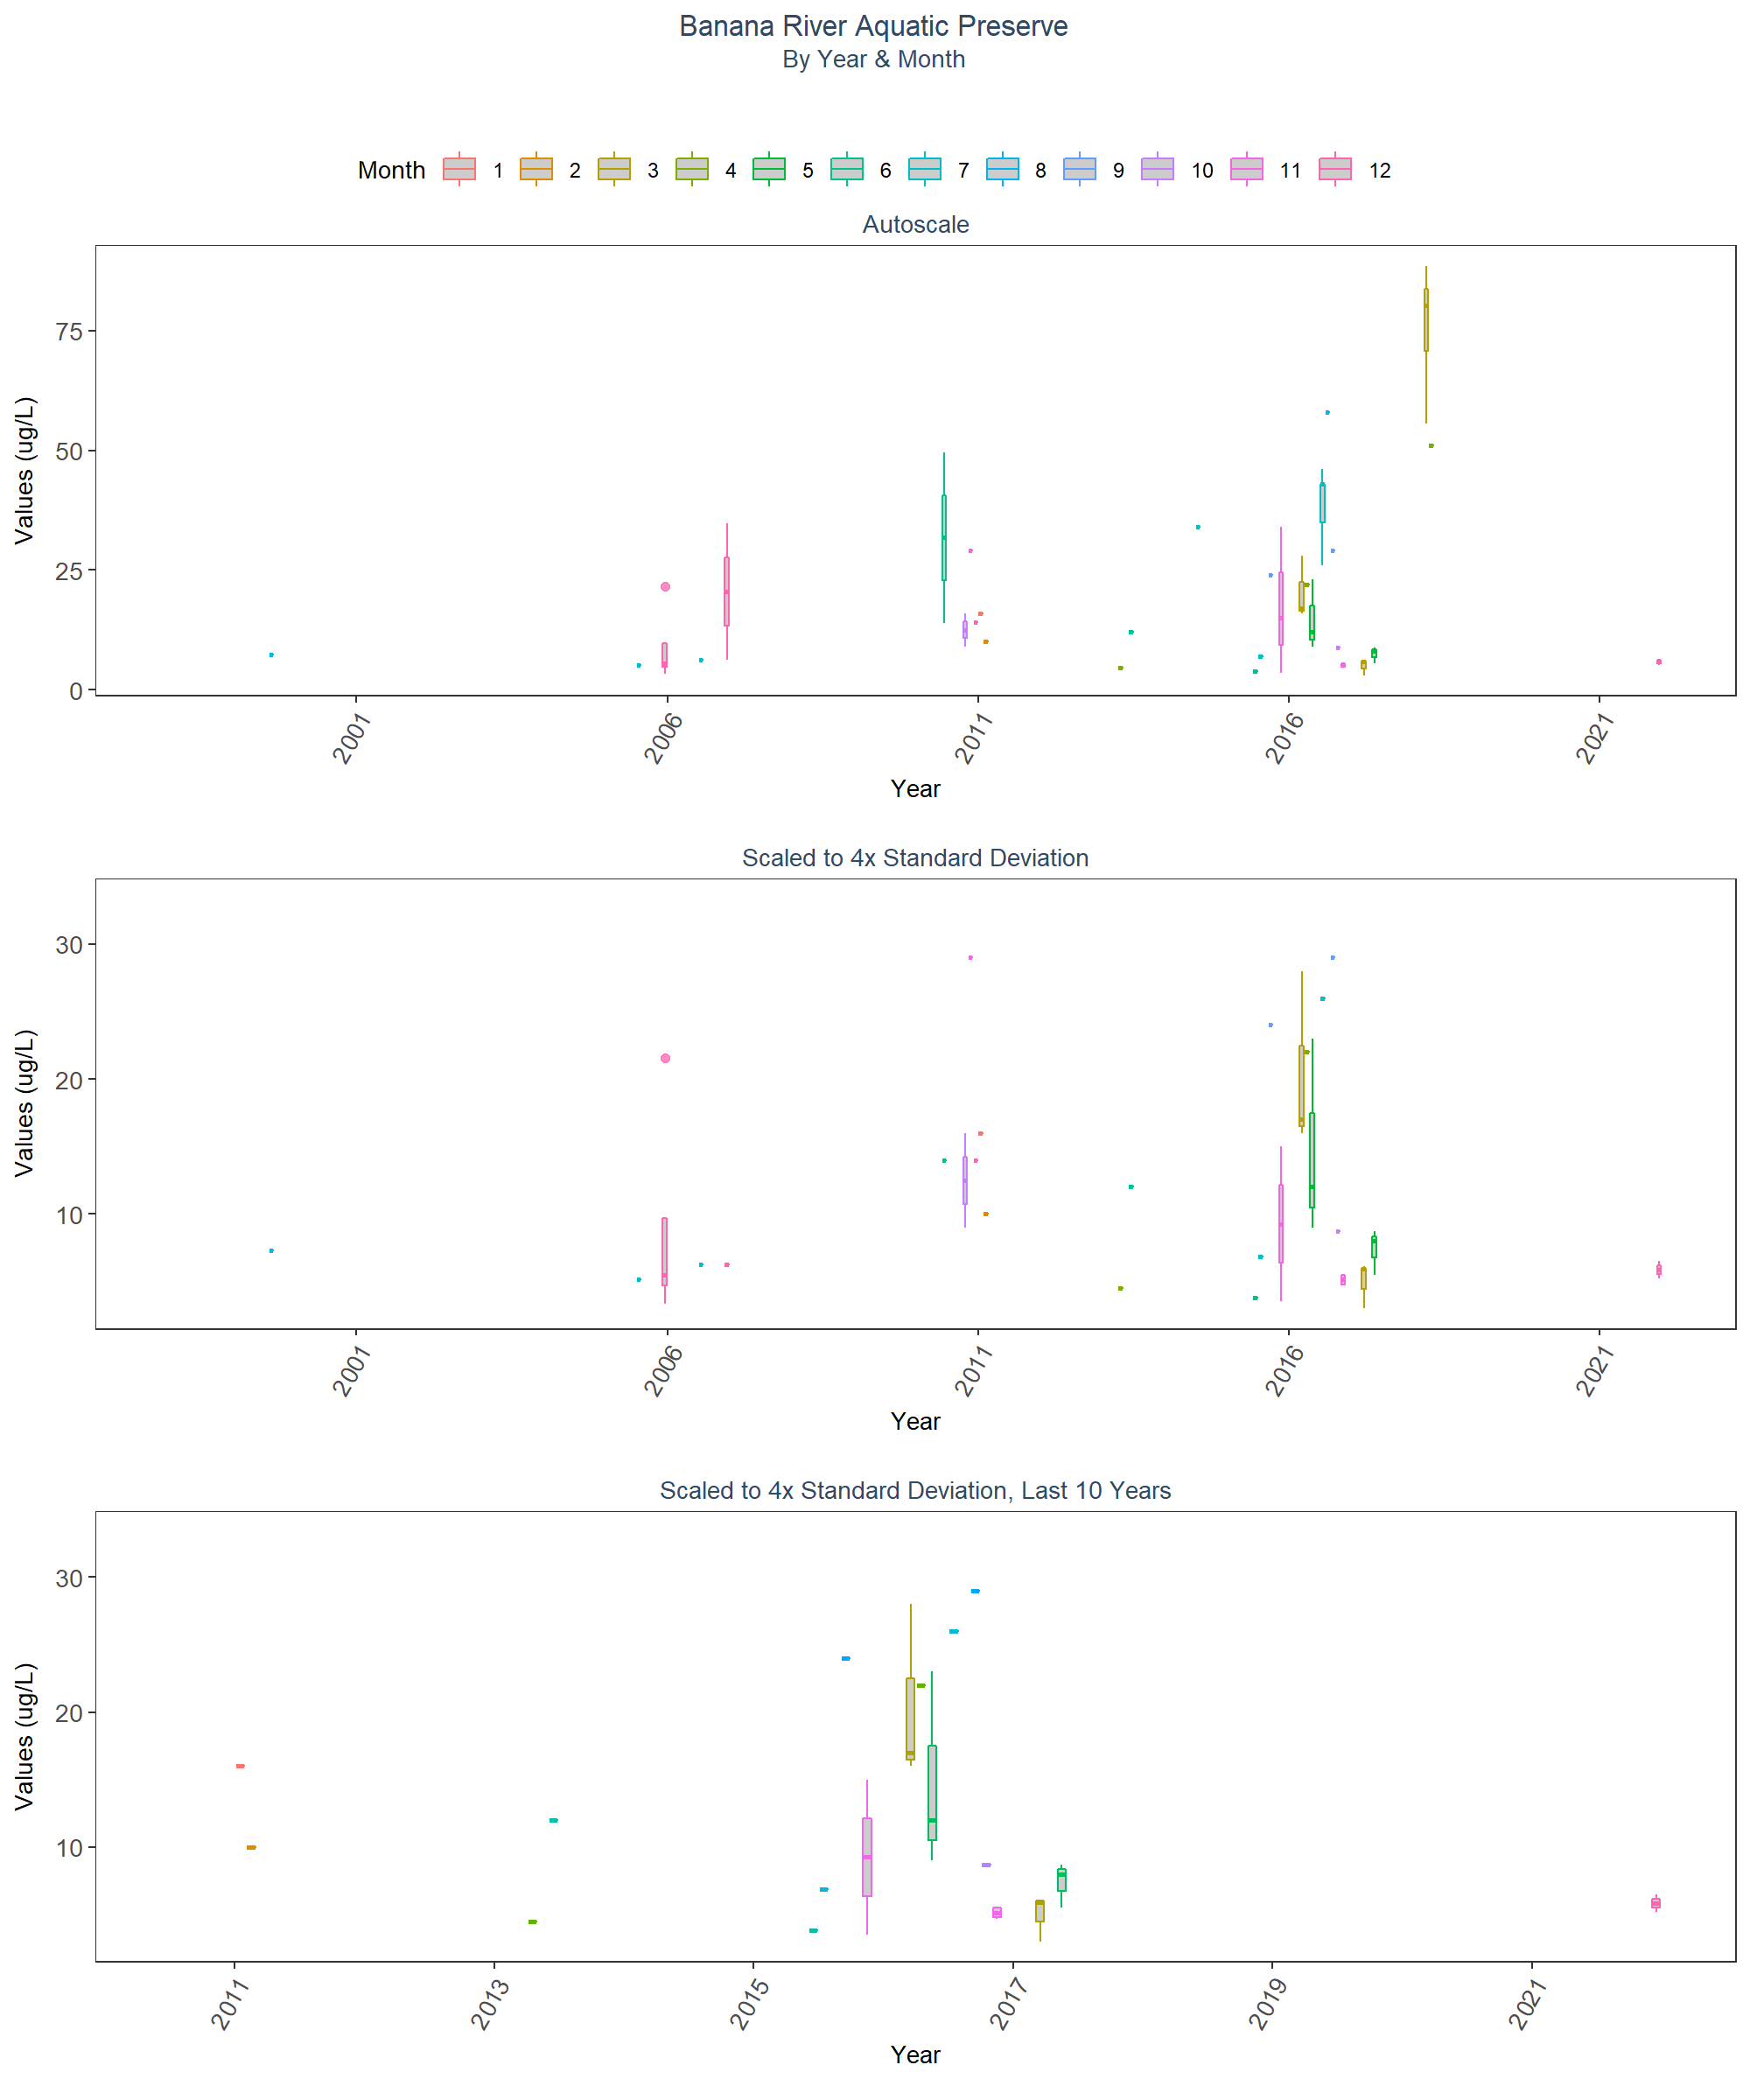 Banana River Aquatic Preserve
By Year & Month
Month 1 2 3 4 5 6 7 8 9 10 11 12
Autoscale
Values (ug/L)
75
50
25
0
2001 2006 2011 2016 2021
Year
Scaled to 4x Standard Deviation
Values (ug/L)
30
20
10
2001 2006 2011 2016 2021
Year
Scaled to 4x Standard Deviation, Last 10 Years
Values (ug/L)
30
20
10
2011 2013 2015 2017 2019 2021
Year